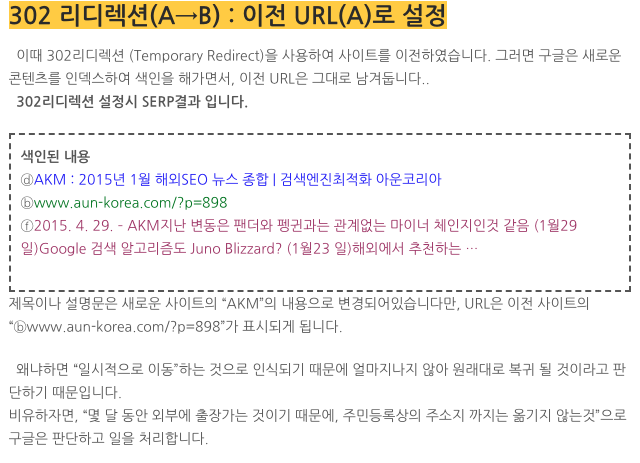 302 리디렉션(A→B) : 이전 URL(A)로 설정
이때 302리디렉션 (Temporary Redirect)을 사용하여 사이트를 이전하였습니다. 그러면 구글은 새로운
콘텐츠를 인덱스하여 색인을 해가면서, 이전 URL은 그대로 남겨둡니다..
302리디렉션 설정시 SERP결과 입니다.
색인된 내용
ⓓAKM : 2015년 1월 해외SEO 뉴스 종합 | 검색엔진최적화 아운코리아
ⓑwww.aun-korea.com/?p=898
ⓕ2015. 4. 29. - AKM지난 변동은 팬더와 펭귄과는 관계없는 마이너 체인지인것 같음 (1월29
일)Google 검색 알고리즘도 Juno Blizzard? (1월23 일)해외에서 추천하는 …
제목이나 설명문은 새로운 사이트의 “AKM”의 내용으로 변경되어있습니다만, URL은 이전 사이트의
“ⓑwww.aun-korea.com/?p=898”가 표시되게 됩니다.
왜냐하면 “일시적으로 이동”하는 것으로 인식되기 때문에 얼마지나지 않아 원래대로 복귀 될 것이라고 판
단하기 때문입니다.
비유하자면, “몇 달 동안 외부에 출장가는 것이기 때문에, 주민등록상의 주소지 까지는 옮기지 않는것”으로
구글은 판단하고 일을 처리합니다.